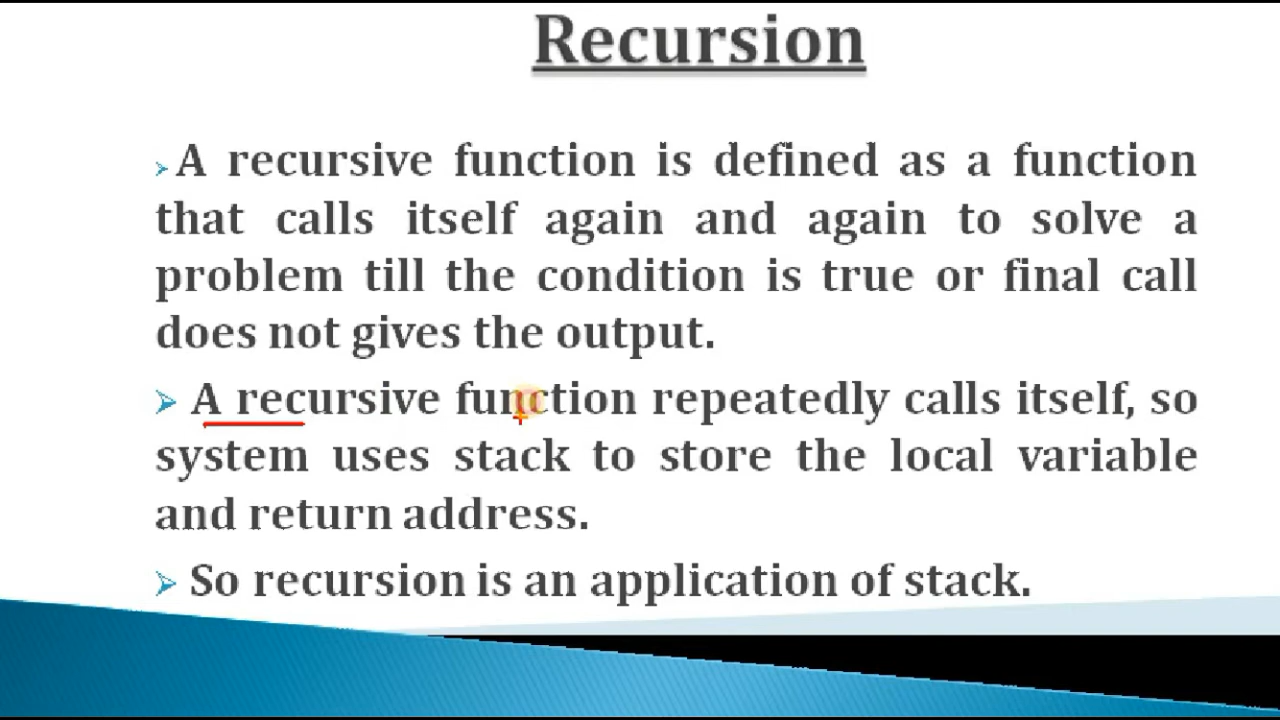 Recursion
➢ A recursive function is defined as a function
that calls itself again and again to solve a
problem till the condition is true or final call
does not gives the output.
➢ A recursive function repeatedly calls itself, so
system uses stack to store the local variable
and return address.
➢ So recursion is an application of stack.